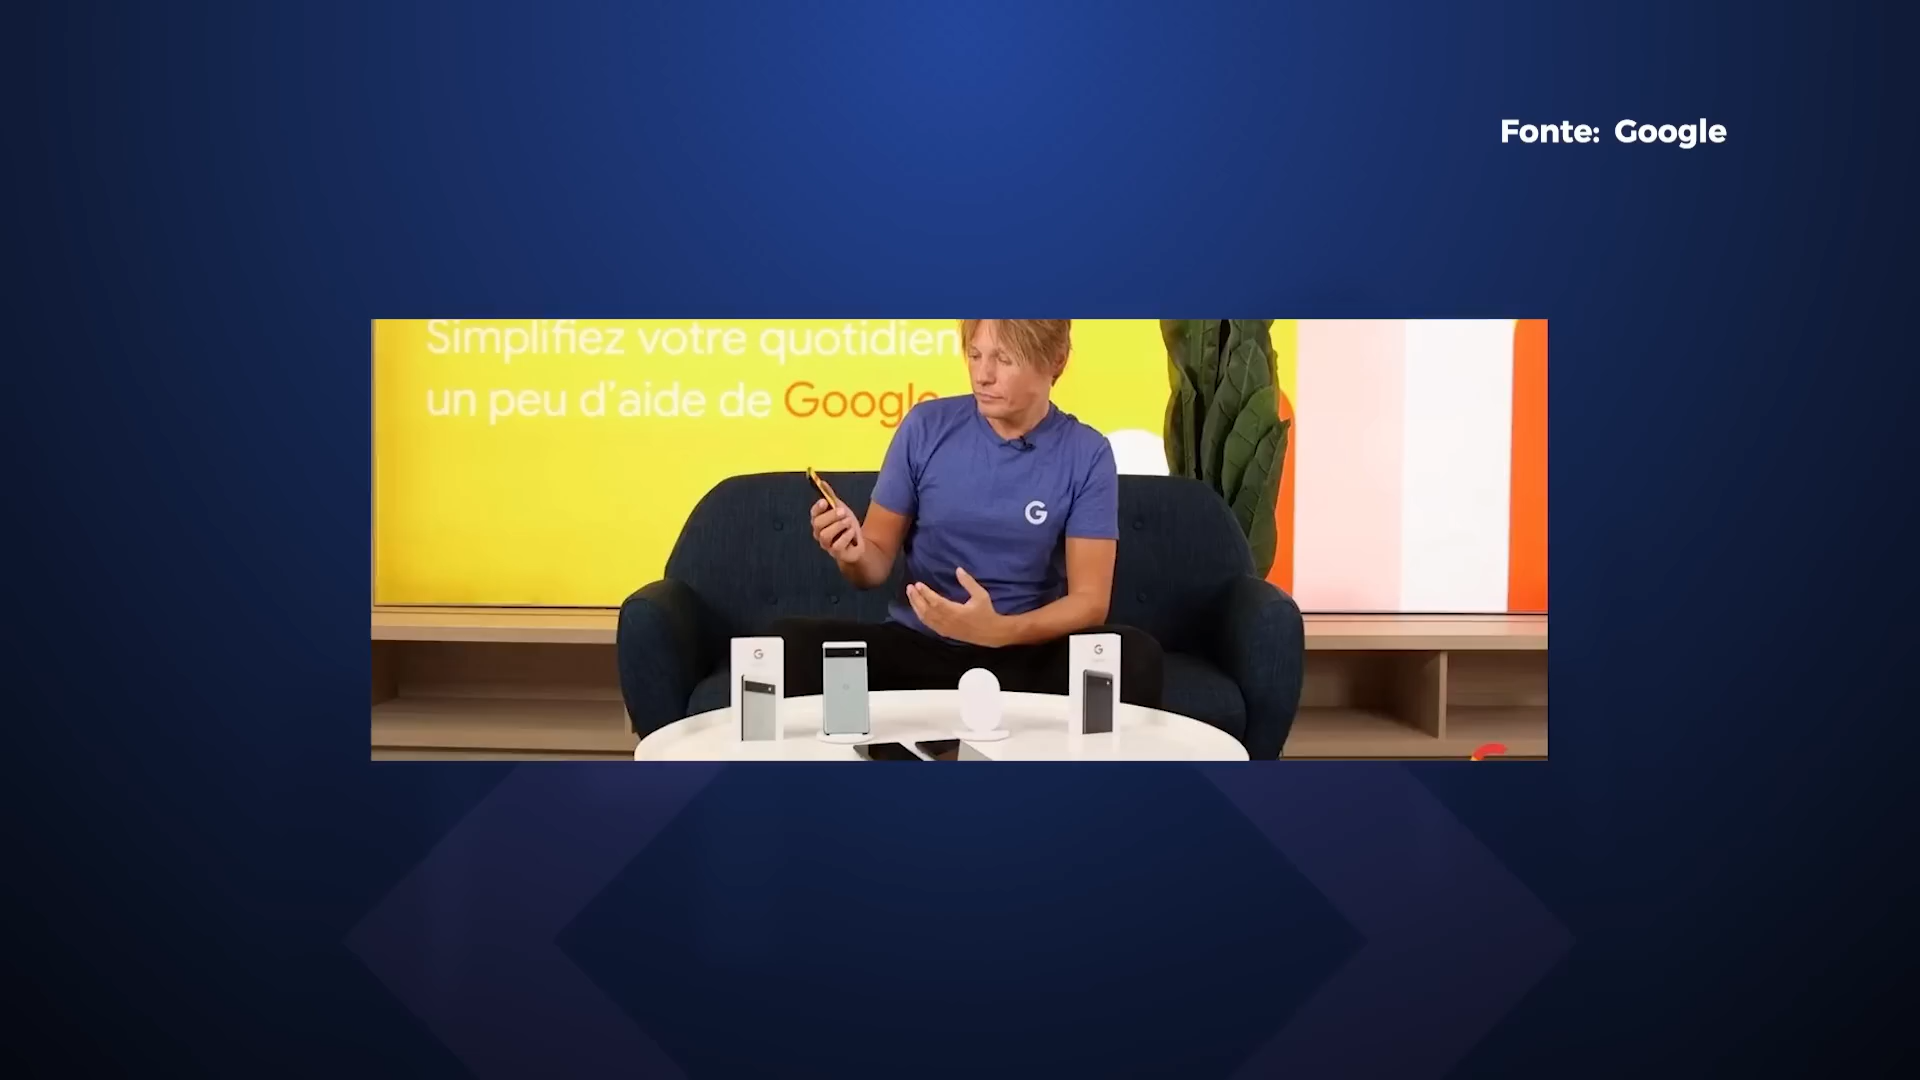 Fonte: Google
Simplifiez votre quotidien
un peu d'aide de Google
G
G
G